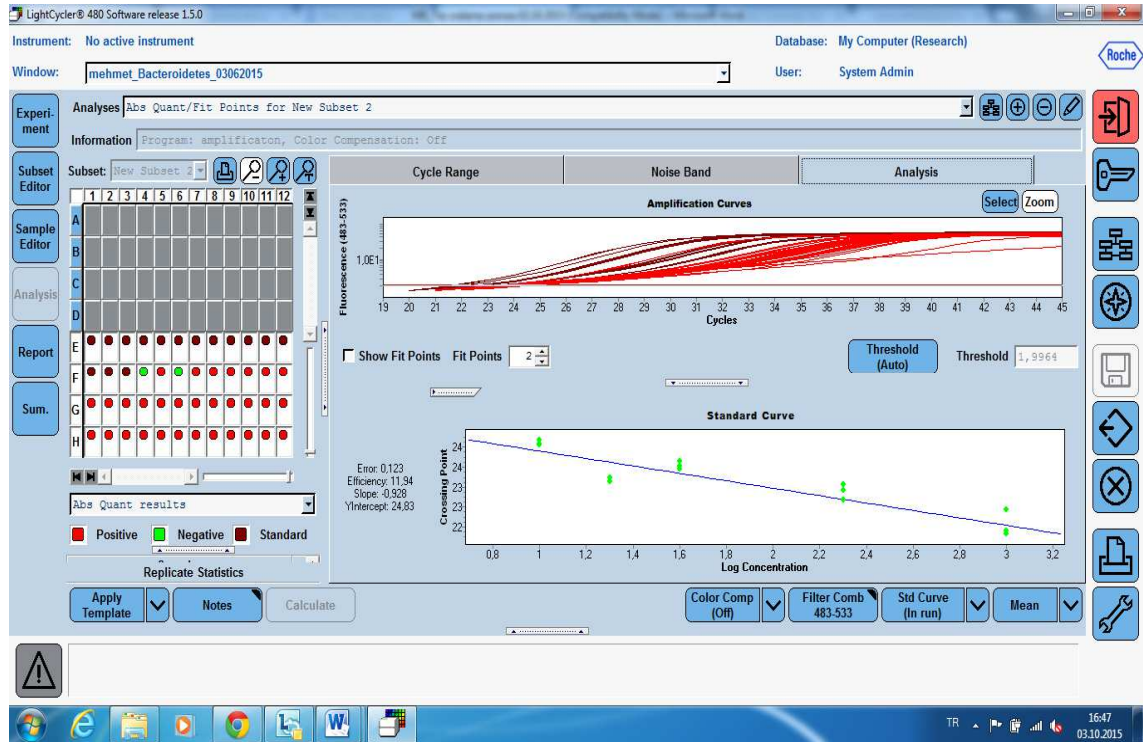 LightCycler® 480 Software release 1.5.0
Instrument: No active instrument Database: My Computer (Research)
Window: mehmet_Bacteroidetes_03062015 User: System Admin
Roche
Experi-
ment
Subset
Editor
Sample
Editor
Analysis
Report
Sum.
Analyses Abs Quant/Fit Points for New Subset 2
Information Program: amplificaton, Color Compensation: Off
Subset: New Subset 2
1 2 3 4 5 6 7 8 9 10 11 12
A
B
C
D
E
F
G
H
Abs Quant results
Positive Negative Standard
Replicate Statistics
Cycle Range Noise Band Analysis
Amplification Curves
Select Zoom
Fluorescence (483-533)
1,0E1
19 20 21 22 23 24 25 26 27 28 29 30 31 32 33 34 35 36 37 38 39 40 41 42 43 44 45
Cycles
Show Fit Points Fit Points 2
Threshold
(Auto)
Threshold 1,9964
Standard Curve
Error: 0,123
Efficiency: 11,94
Slope: -0,928
YIntercept: 24,83
Crossing Point
24
24
23
23
22
0,8 1 1,2 1,4 1,6 1,8 2 2,2 2,4 2,6 2,8 3 3,2
Log Concentration
Apply
Template
Notes
Calculate
Color Comp
(Off)
Filter Comb
483-533
Std Curve
(In run)
Mean
TR
16:47
03.10.2015